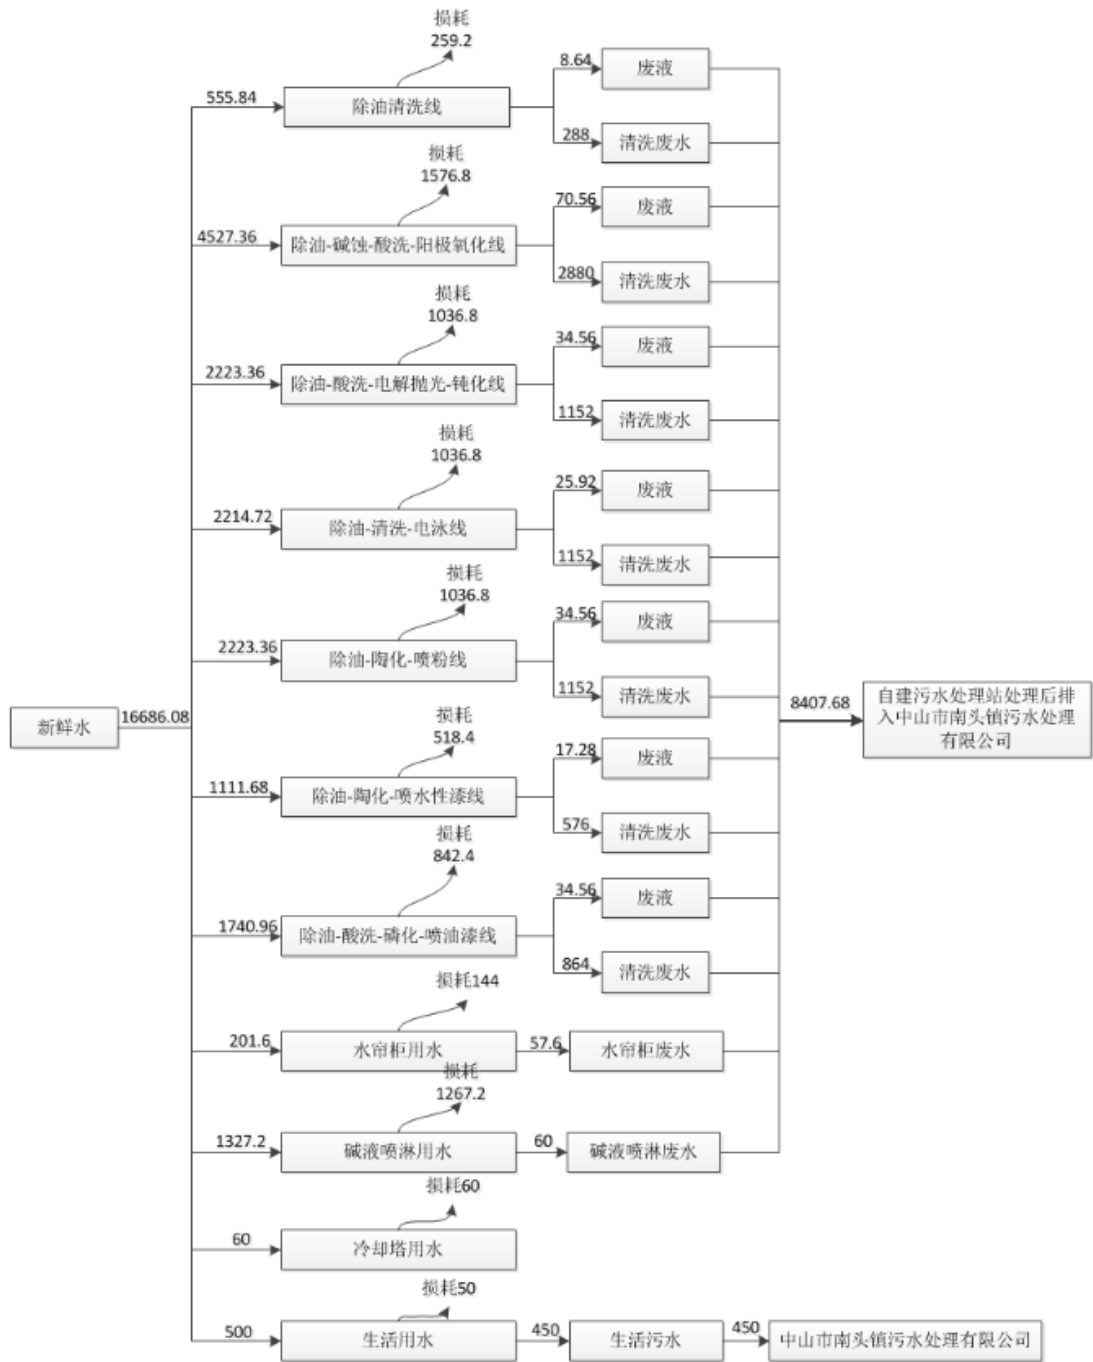 损耗
259.2
8.64
废液
555.84
除油清洗线
288
清洗废水
损耗
1576.8
70.56
废液
4527.36
除油-碱蚀-酸洗-阳极氧化线
2880
清洗废水
损耗
1036.8
34.56
废液
2223.36
除油-酸洗-电解抛光-钝化线
1152
清洗废水
损耗
1036.8
25.92
废液
2214.72
除油-清洗-电泳线
1152
清洗废水
损耗
1036.8
34.56
废液
2223.36
除油-陶化-喷粉线
1152
清洗废水
新鲜水
16686.08
8407.68
自建污水处理站处理后排
入中山市南头镇污水处理
有限公司
损耗
518.4
17.28
废液
1111.68
除油-陶化-喷水性漆线
576
清洗废水
损耗
842.4
34.56
废液
1740.96
除油-酸洗-磷化-喷油漆线
864
清洗废水
损耗144
201.6
水帘柜用水
57.6
水帘柜废水
损耗
1267.2
1327.2
碱液喷淋用水
60
碱液喷淋废水
损耗60
60
冷却塔用水
损耗50
500
生活用水
450
生活污水
450
中山市南头镇污水处理有限公司